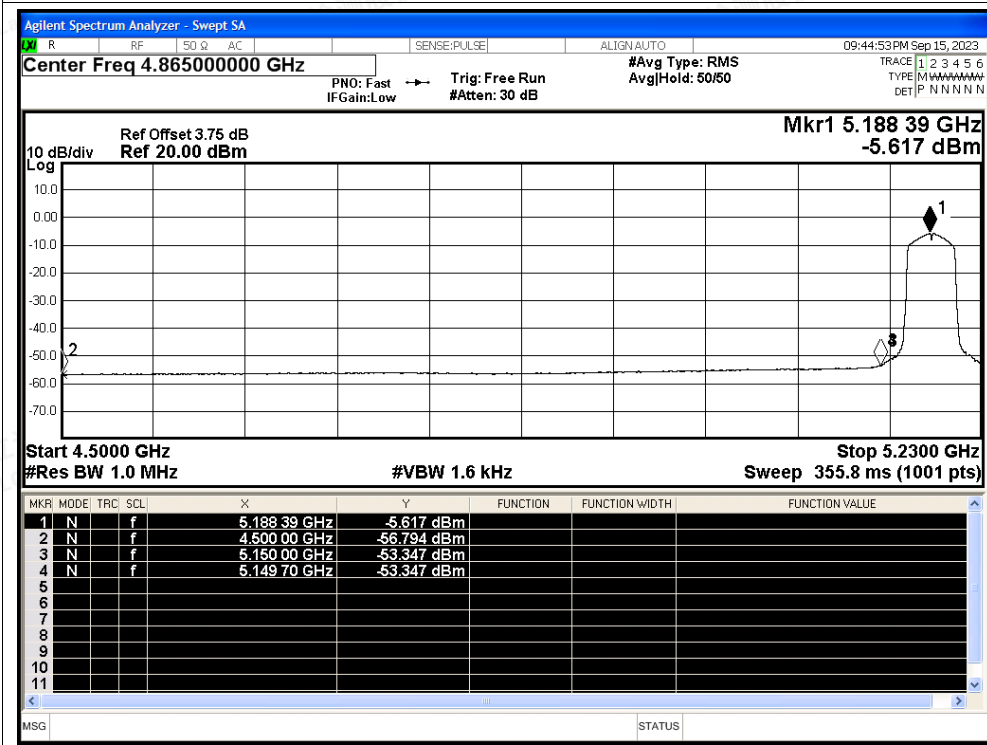 Agilent Spectrum Analyzer - Swept SA
LXI R RF 50 Ω AC SENSE:PULSE ALIGN AUTO 09:44:53 PM Sep 15, 2023
Center Freq 4.865000000 GHz
PNO: Fast
IFGain:Low
Trig: Free Run
#Atten: 30 dB
#Avg Type: RMS
Avg|Hold: 50/50
TRACE 1 2 3 4 5 6
TYPE M
DET P N N N N N
Mkr1 5.188 39 GHz
-5.617 dBm
Ref Offset 3.75 dB
10 dB/div Ref 20.00 dBm
Log
10.0
0.00
-10.0
-20.0
-30.0
-40.0
-50.0
-60.0
-70.0
1
2
Start 4.5000 GHz Stop 5.2300 GHz
#Res BW 1.0 MHz #VBW 1.6 kHz Sweep 355.8 ms (1001 pts)
MKR MODE TRC SCL X Y FUNCTION FUNCTION WIDTH FUNCTION VALUE
1 N f 5.188 39 GHz -5.617 dBm
2 N f 4.500 00 GHz -56.794 dBm
3 N f 5.150 00 GHz -53.347 dBm
4 N f 5.149 70 GHz -53.347 dBm
5
6
7
8
9
10
11
MSG STATUS